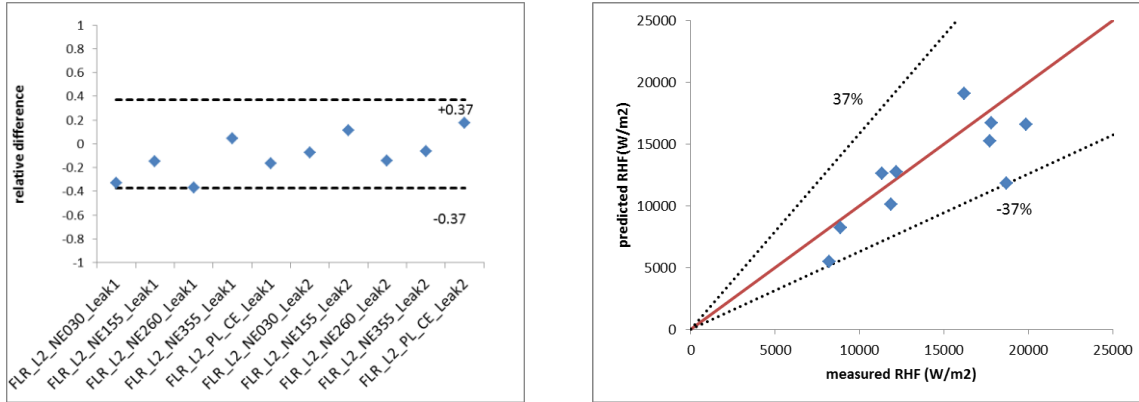 1
0.8
0.6
0.4
0.2
0
-0.2
-0.4
-0.6
-0.8
-1
relative difference
+0.37
-0.37
FLR_L2_NE030_Leak1
FLR_L2_NE155_Leak1
FLR_L2_NE260_Leak1
FLR_L2_NE355_Leak1
FLR_L2_PL_CE_Leak1
FLR_L2_NE030_Leak2
FLR_L2_NE155_Leak2
FLR_L2_NE260_Leak2
FLR_L2_NE355_Leak2
FLR_L2_PL_CE_Leak2
25000
20000
15000
10000
5000
0
predicted RHF(W/m2)
37%
-37%
0 5000 10000 15000 20000 25000
measured RHF (W/m2)